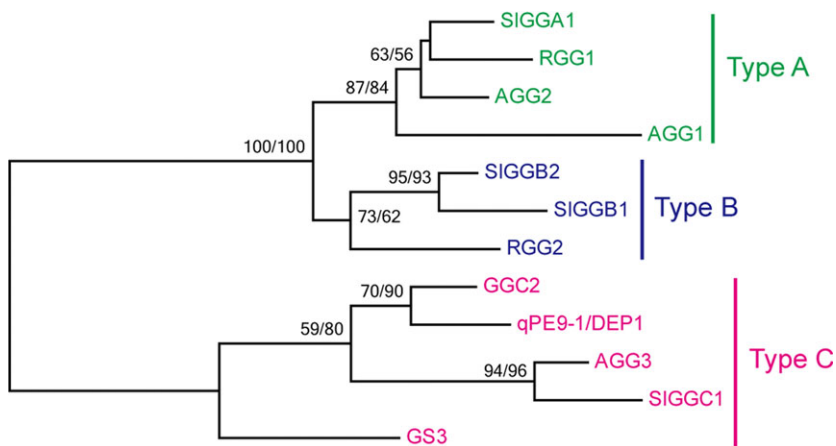 SlGGA1
63/56
RGG1
Type A
87/84
AGG2
AGG1
100/100
SlGGB2
95/93
SlGGB1
Type B
73/62
RGG2
GGC2
70/90
qPE9-1/DEP1
59/80
AGG3
Type C
94/96
SlGGC1
GS3